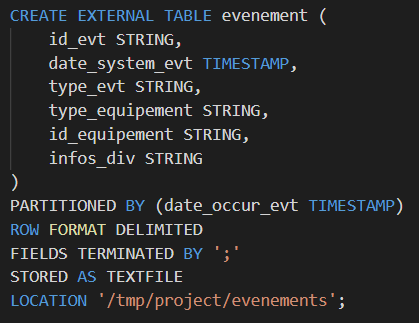 CREATE EXTERNAL TABLE evenement (
    id_evt STRING,
    date_system_evt TIMESTAMP,
    type_evt STRING,
    type_equipement STRING,
    id_equipement STRING,
    infos_div STRING
)
PARTITIONED BY (date_occur_evt TIMESTAMP)
ROW FORMAT DELIMITED
FIELDS TERMINATED BY ';'
STORED AS TEXTFILE
LOCATION '/tmp/project/evenements';